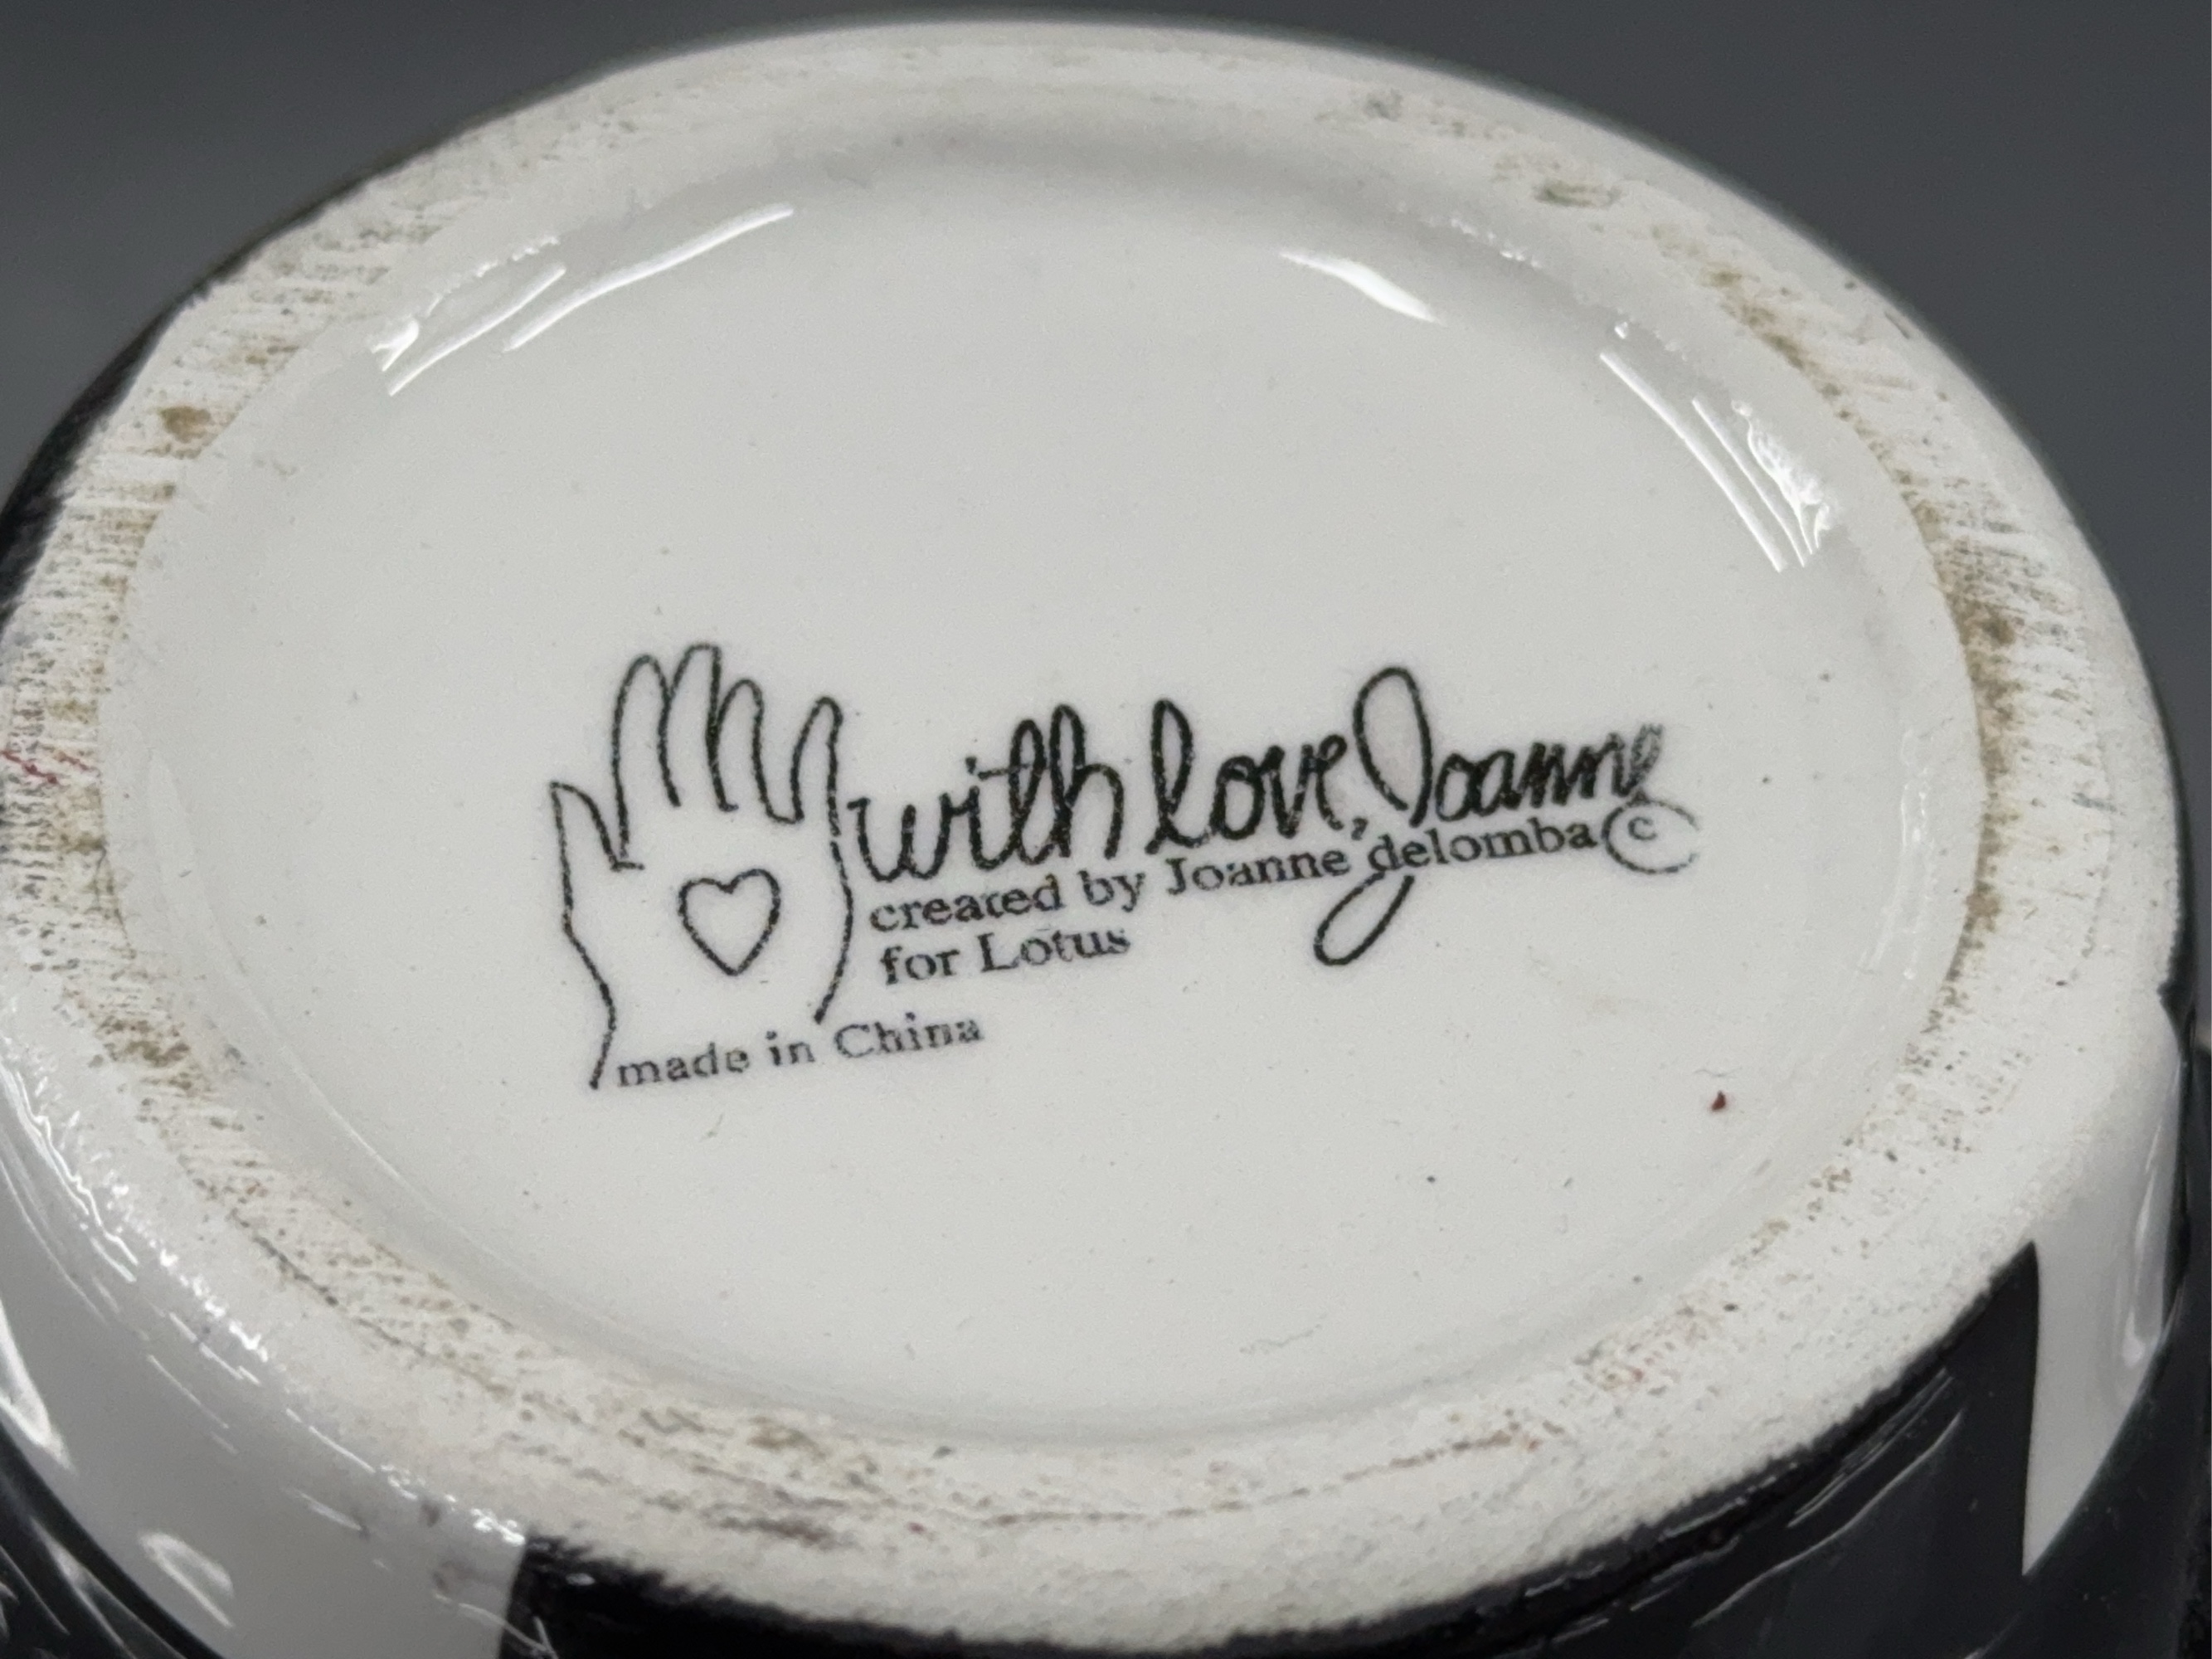 with love, Joanne
created by Joanne delomba ©
for Lotus
made in China